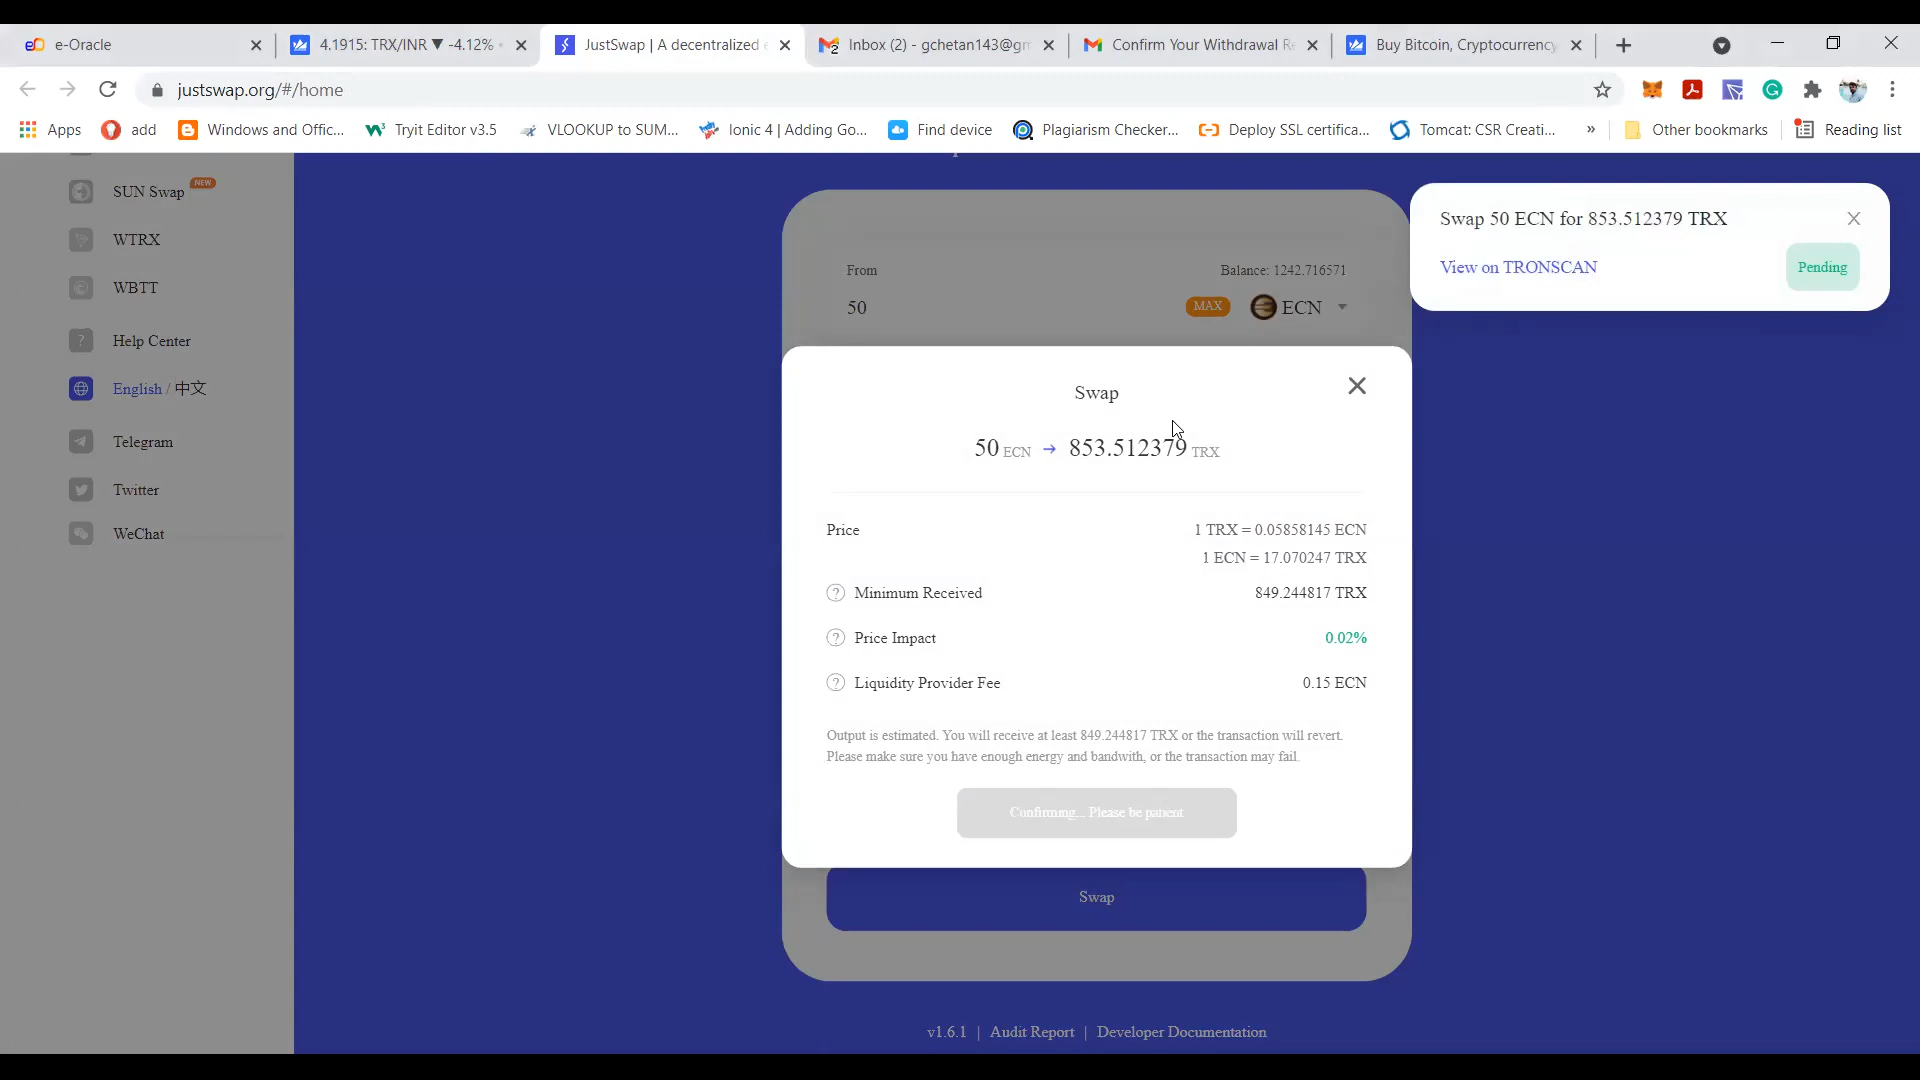 e-Oracle
4.1915: TRX/INR ▼ -4.12%
JustSwap | A decentralized
Inbox (2) - gchetan143@gm
Confirm Your Withdrawal Re
Buy Bitcoin, Cryptocurrency
justswap.org/#/home
Apps
add
Windows and Offic...
Tryit Editor v3.5
VLOOKUP to SUM...
Ionic 4 | Adding Go...
Find device
Plagiarism Checker...
Deploy SSL certifica...
Tomcat: CSR Creati...
»
Other bookmarks
Reading list
SUN Swap NEW
WTRX
WBTT
Help Center
English / 中文
Telegram
Twitter
WeChat
From
Balance: 1242.716571
50
MAX
ECN
Swap 50 ECN for 853.512379 TRX
View on TRONSCAN
Pending
Swap
50 ECN → 853.512379 TRX
Price
1 TRX = 0.05858145 ECN
1 ECN = 17.070247 TRX
? Minimum Received
849.244817 TRX
? Price Impact
0.02%
? Liquidity Provider Fee
0.15 ECN
Output is estimated. You will receive at least 849.244817 TRX or the transaction will revert.
Please make sure you have enough energy and bandwith, or the transaction may fail.
Confirming... Please be patient
Swap
v1.6.1 | Audit Report | Developer Documentation